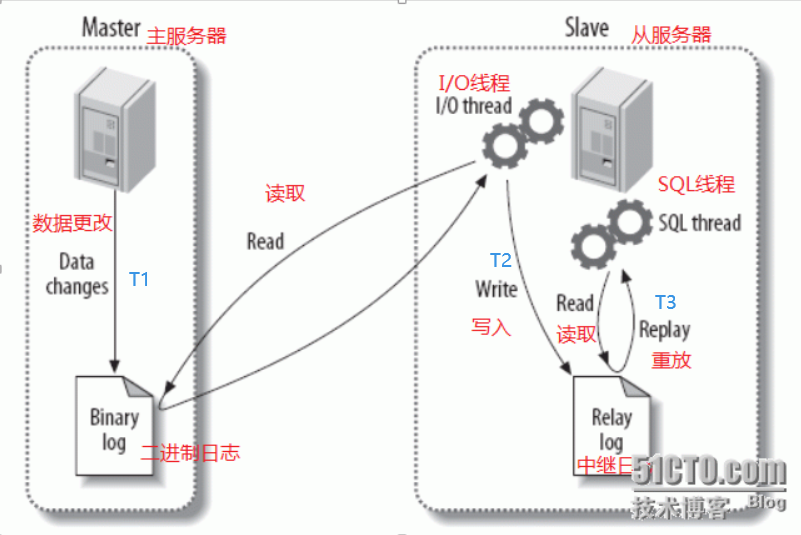 Master 主服务器
Slave 从服务器
I/O线程
I/O thread
SQL线程
SQL thread
读取
Read
数据更改
Data
changes
T1
T2
Write
写入
Read
读取
T3
Replay
重放
Binary
log
二进制日志
Relay
log
中继日
51CTO.com
技术博客 Blog